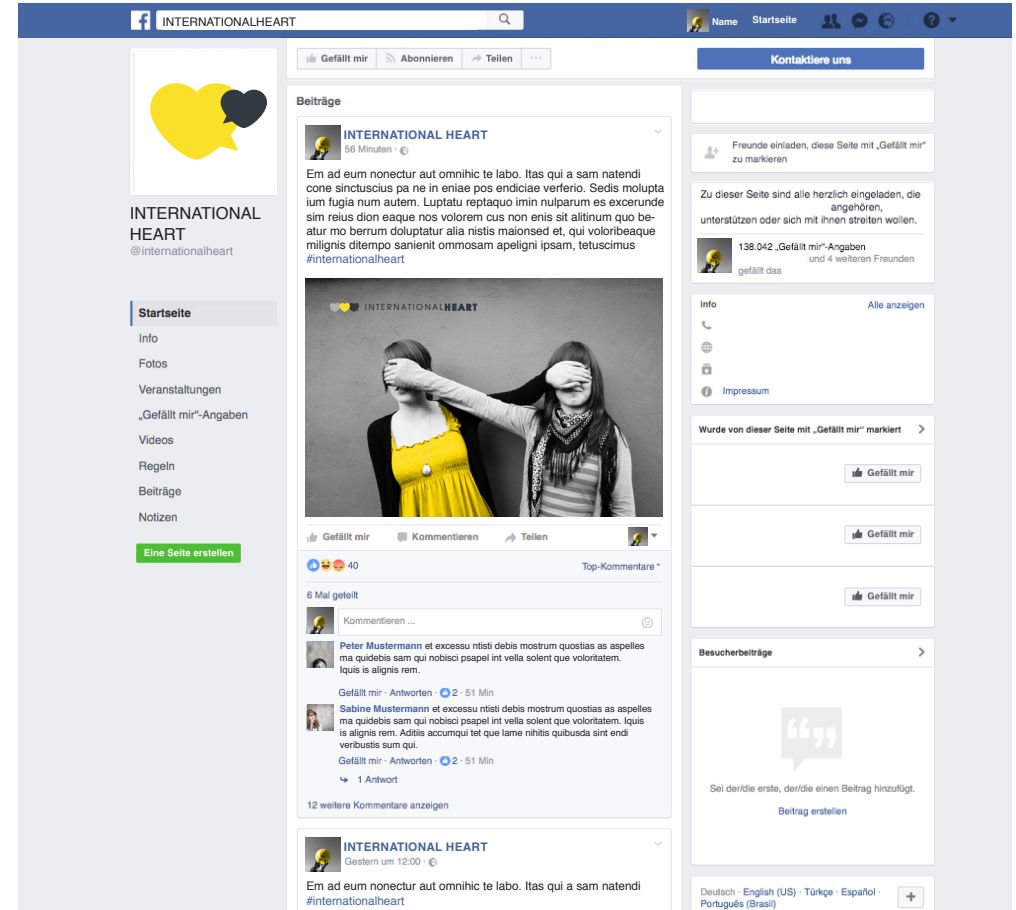 INTERNATIONALHEART
Name Startseite
INTERNATIONAL
HEART
@internationalheart
Startseite
Info
Fotos
Veranstaltungen
„Gefällt mir“-Angaben
Videos
Regeln
Beiträge
Notizen
Eine Seite erstellen
Gefällt mir Abonnieren Teilen
Beiträge
INTERNATIONAL HEART
56 Minuten ·
Em ad eum nonectur aut omnihic te labo. Itas qui a sam natendi
cone sinctuscius pa ne in eniae pos endiciae verferio. Sedis molupta
ium fugia num autem. Luptatu reptaquo imin nulparum es excerunde
sim reius dion eaque nos volorem cus non enis sit alitinum quo be-
atur mo berrum doluptatur alia nistis maionsed et, qui voloribeaque
milignis ditempo sanienit ommosam apeligni ipsam, tetuscimus
#internationalheart
INTERNATIONALHEART
Gefällt mir Kommentieren Teilen
40 Top-Kommentare
6 Mal geteilt
Kommentieren ...
Peter Mustermann et excessu ntisti debis mostrum quostias as aspelles
ma quidebis sam qui nobisci psapel int vella solent que voloritatem.
Iquis is alignis rem.
Gefällt mir · Antworten · 2 · 51 Min
Sabine Mustermann et excessu ntisti debis mostrum quostias as aspelles
ma quidebis sam qui nobisci psapel int vella solent que voloritatem. Iquis
is alignis rem. Aditiis accumqui tet que lame nihitis quibusda sint endi
veribustis sum qui.
Gefällt mir · Antworten · 2 · 51 Min
1 Antwort
12 weitere Kommentare anzeigen
INTERNATIONAL HEART
Gestern um 12:00 ·
Em ad eum nonectur aut omnihic te labo. Itas qui a sam natendi
#internationalheart
Kontaktiere uns
Freunde einladen, diese Seite mit „Gefällt mir“
zu markieren
Zu dieser Seite sind alle herzlich eingeladen, die
angehören,
unterstützen oder sich mit ihnen streiten wollen.
138.042 „Gefällt mir“-Angaben
und 4 weiteren Freunden
gefällt das
Info Alle anzeigen
Impressum
Wurde von dieser Seite mit „Gefällt mir“ markiert
Gefällt mir
Gefällt mir
Gefällt mir
Besucherbeiträge
Sei der/die erste, der/die einen Beitrag hinzufügt.
Beitrag erstellen
Deutsch · English (US) · Türkçe · Español ·
Português (Brasil)